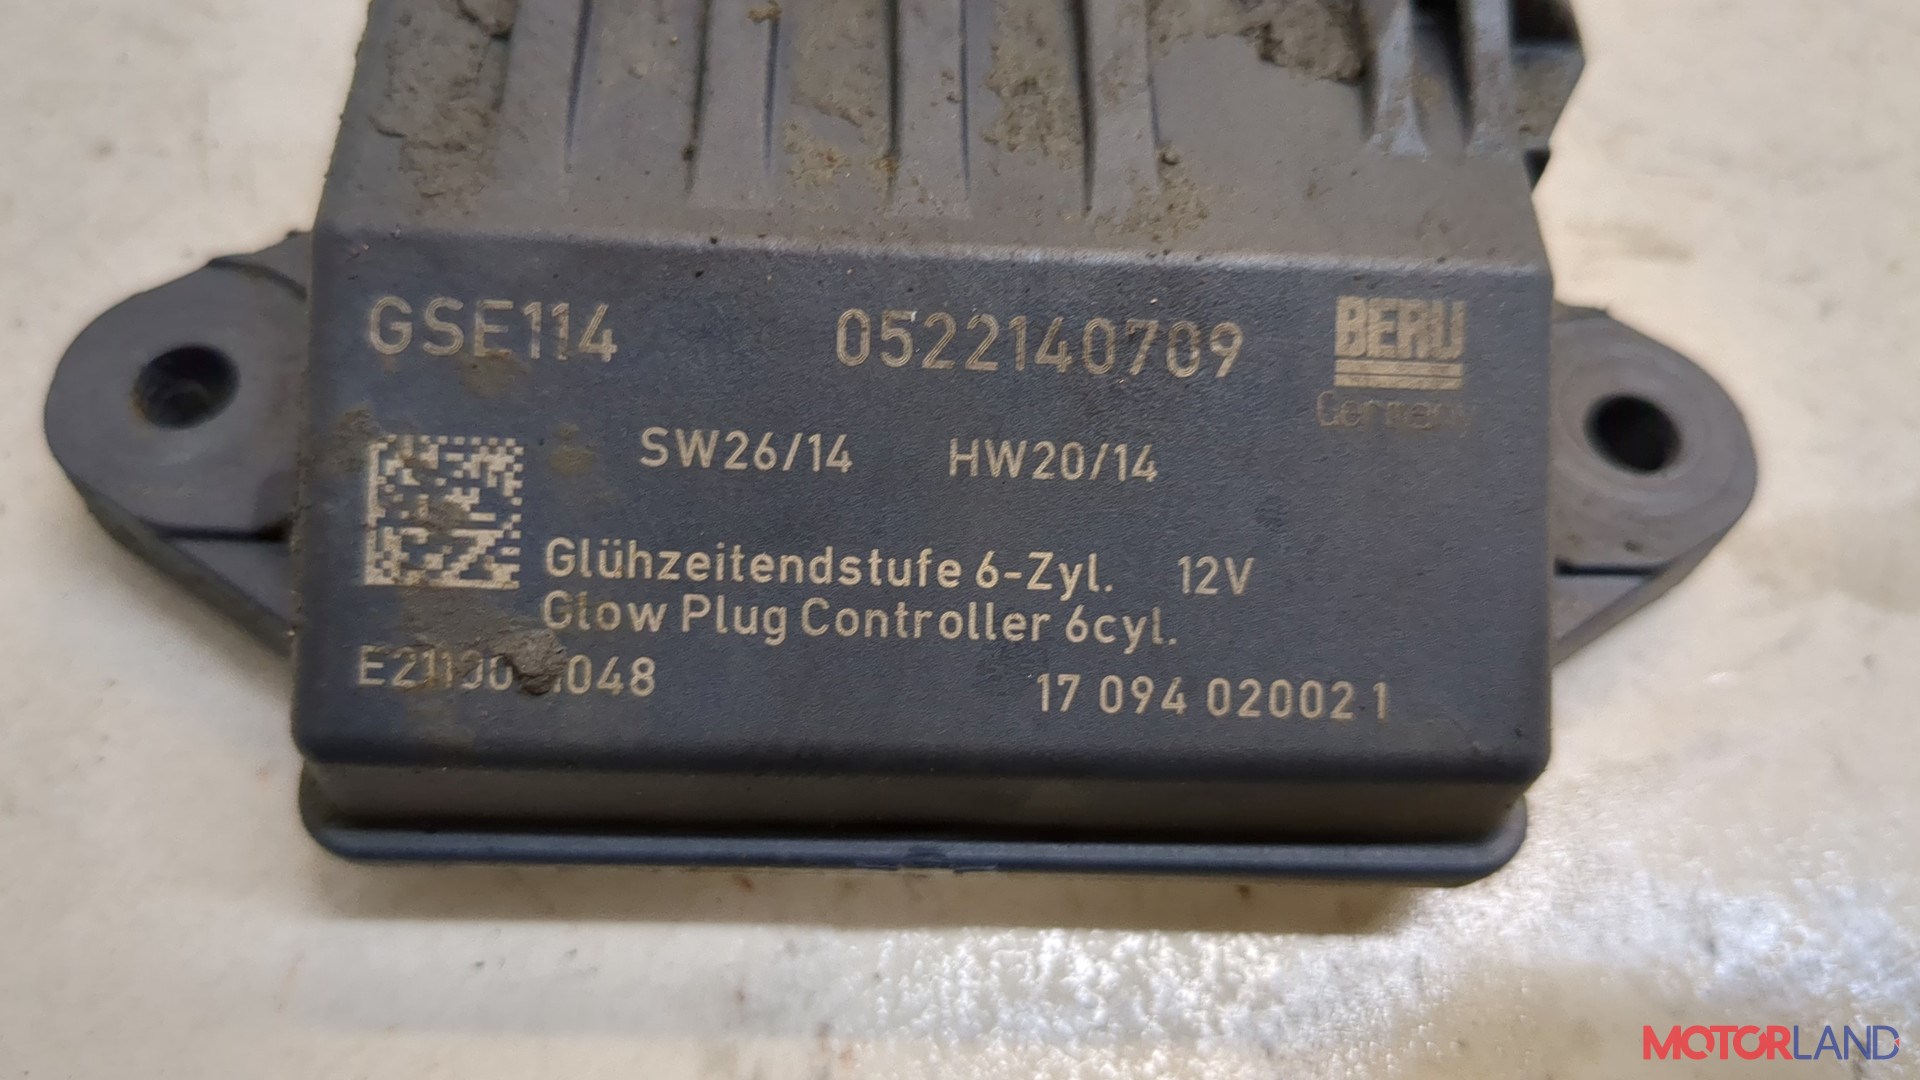 GSE114 0522140709 BERU
Germany
SW26/14 HW20/14
Glühzeitendstufe 6-Zyl. 12V
Glow Plug Controller 6cyl.
17 094 02002 1
MOTORLAND